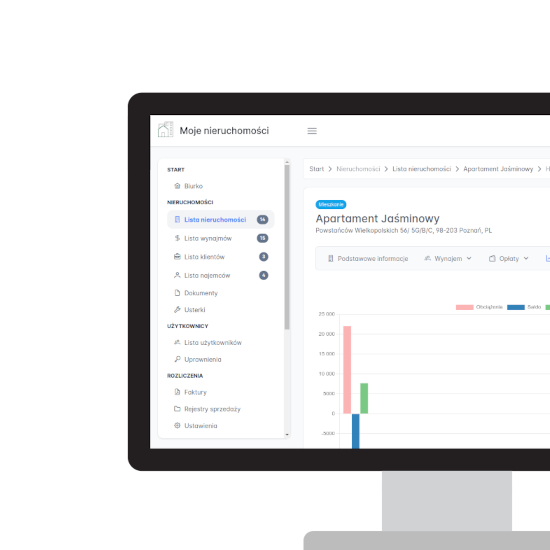 Moje nieruchomości
START
Biurko
NIERUCHOMOŚCI
Lista nieruchomości 14
Lista wynajmów 15
Lista klientów 3
Lista najemców 4
Dokumenty
Usterki
UŻYTKOWNICY
Lista użytkowników
Uprawnienia
ROZLICZENIA
Faktury
Rejestry sprzedaży
Ustawienia
Start > Nieruchomości > Lista nieruchomości > Apartament Jaśminowy > H
Mieszkanie
Apartament Jaśminowy
Powstańców Wielkopolskich 56/ 5G/B/C, 98-203 Poznań, PL
Podstawowe informacje Wynajem Opłaty
Obciążenia Saldo
25 000
20 000
15 000
10 000
5000
0
-5000